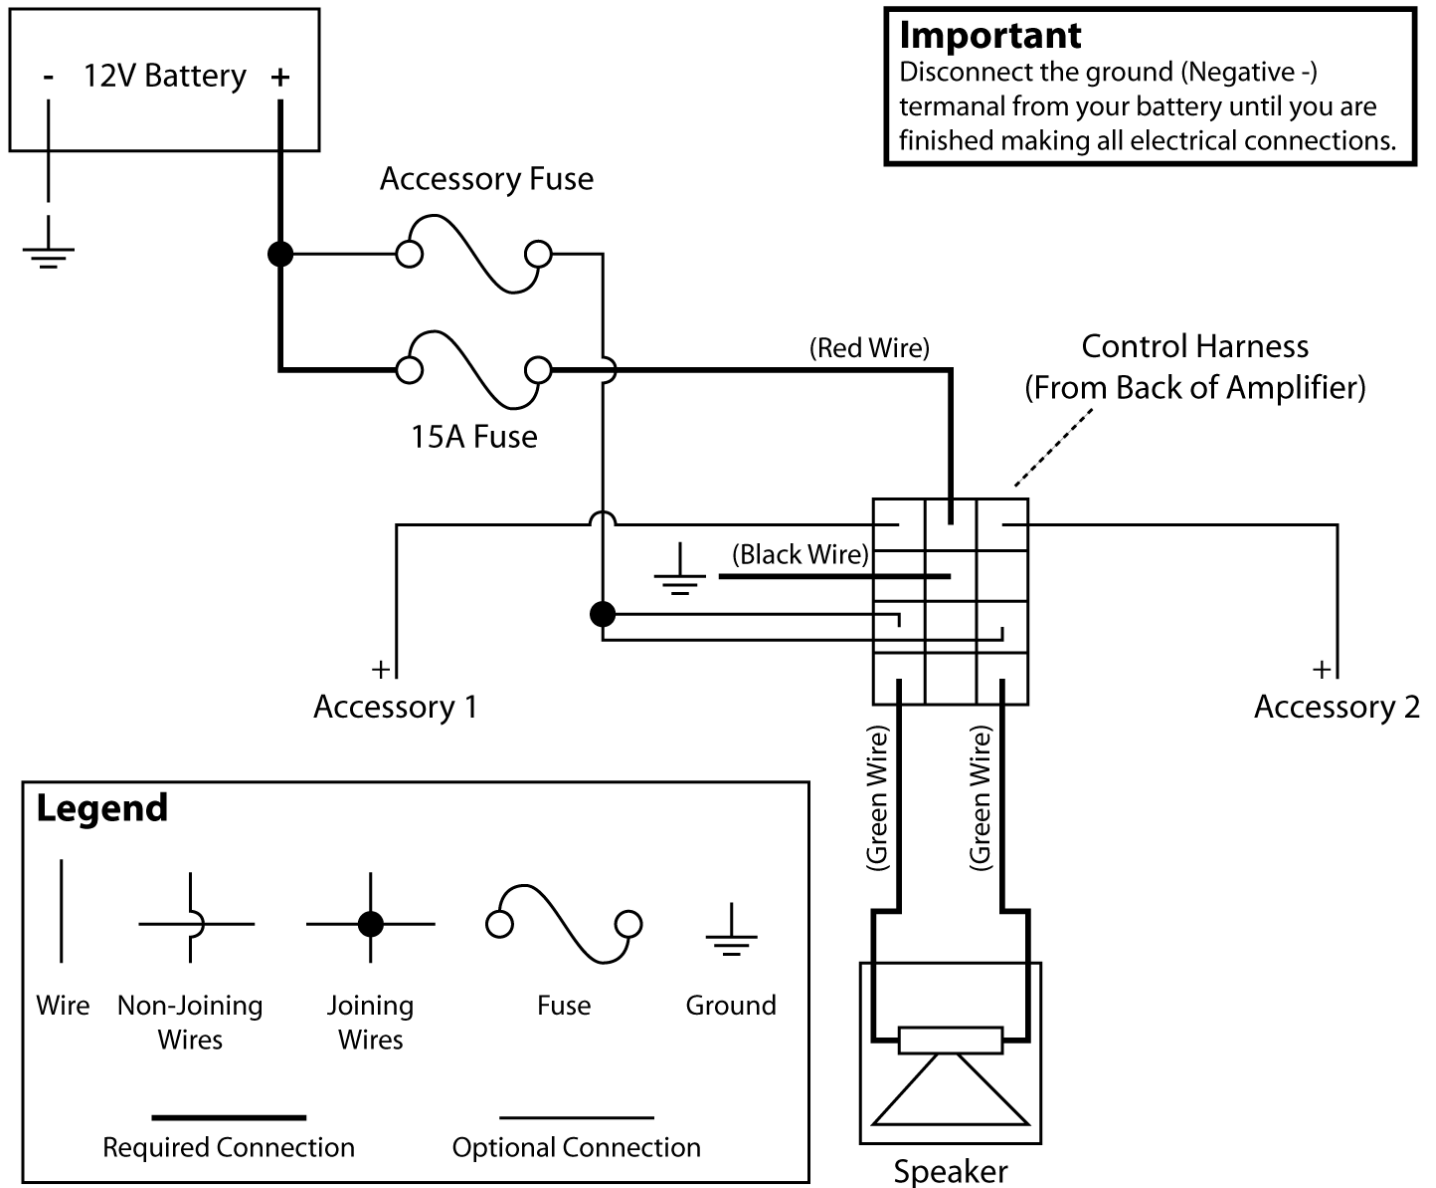 - 12V Battery +
Important
Disconnect the ground (Negative -)
termanal from your battery until you are
finished making all electrical connections.
Accessory Fuse
15A Fuse
(Red Wire)
Control Harness
(From Back of Amplifier)
(Black Wire)
+
Accessory 1
+
Accessory 2
(Green Wire)
(Green Wire)
Legend
Wire
Non-Joining
Wires
Joining
Wires
Fuse
Ground
Required Connection
Optional Connection
Speaker